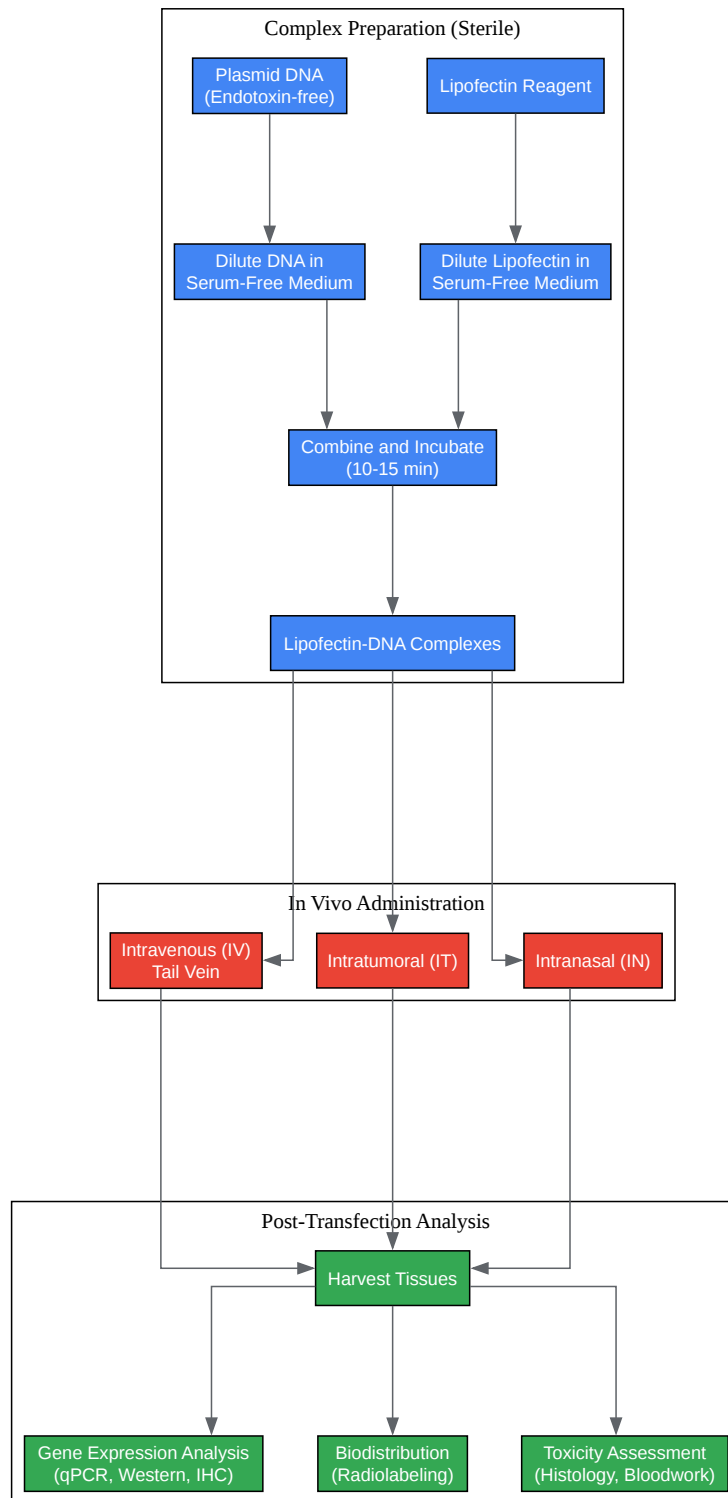 Complex Preparation (Sterile)
Plasmid DNA
(Endotoxin-free)
Lipofectin Reagent
Dilute DNA in
Serum-Free Medium
Dilute Lipofectin in
Serum-Free Medium
Combine and Incubate
(10-15 min)
Lipofectin-DNA Complexes
In Vivo Administration
Intravenous (IV)
Tail Vein
Intratumoral (IT)
Intranasal (IN)
Post-Transfection Analysis
Harvest Tissues
Gene Expression Analysis
(qPCR, Western, IHC)
Biodistribution
(Radiolabeling)
Toxicity Assessment
(Histology, Bloodwork)